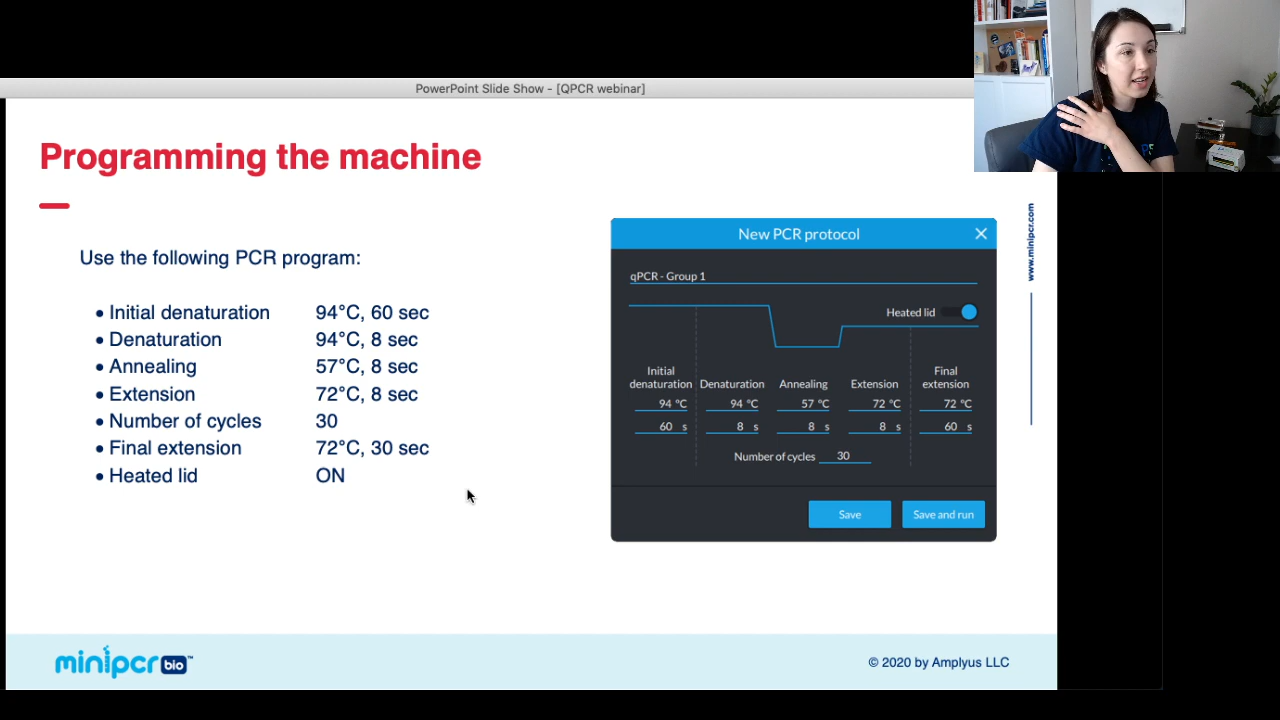 PowerPoint Slide Show - [QPCR webinar]
Programming the machine
Use the following PCR program:
• Initial denaturation 94°C, 60 sec
• Denaturation 94°C, 8 sec
• Annealing 57°C, 8 sec
• Extension 72°C, 8 sec
• Number of cycles 30
• Final extension 72°C, 30 sec
• Heated lid ON
New PCR protocol
qPCR - Group 1
Heated lid
Initial denaturation Denaturation Annealing Extension Final extension
94 °C 94 °C 57 °C 72 °C 72 °C
60 s 8 s 8 s 8 s 60 s
Number of cycles 30
Save Save and run
www.minipcr.com
minipcr bio™
© 2020 by Amplyus LLC